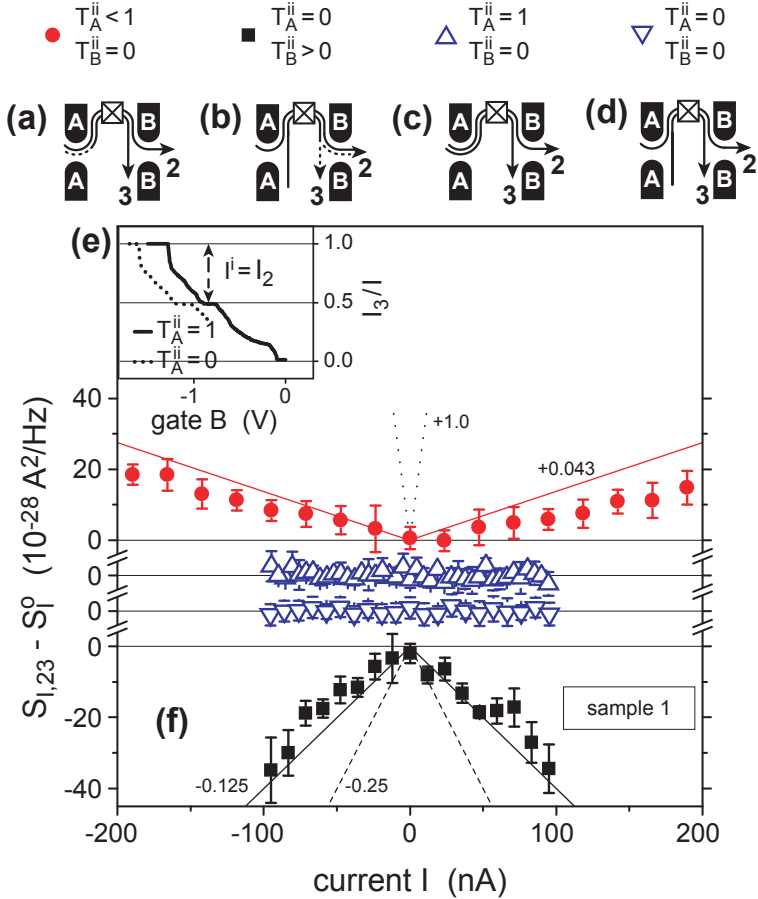 T_A^ii < 1 T_A^ii = 0 T_A^ii = 1 T_A^ii = 0
T_B^ii = 0 T_B^ii > 0 T_B^ii = 0 T_B^ii = 0
(a) (b) (c) (d)
A B A B A B A B
2 2 2 2
A B A B A B A B
3 3 3 3
(e)
I^i = I_2
T_A^ii = 1
T_A^ii = 0
1.0
0.5
0.0
I_3/I
-1 0
gate B (V)
+1.0
+0.043
40
20
0
0
0
0
-20
-40
S_I,23 - S_I^o (10^-28 A^2/Hz)
(f)
sample 1
-0.125
-0.25
-200 -100 0 100 200
current I (nA)